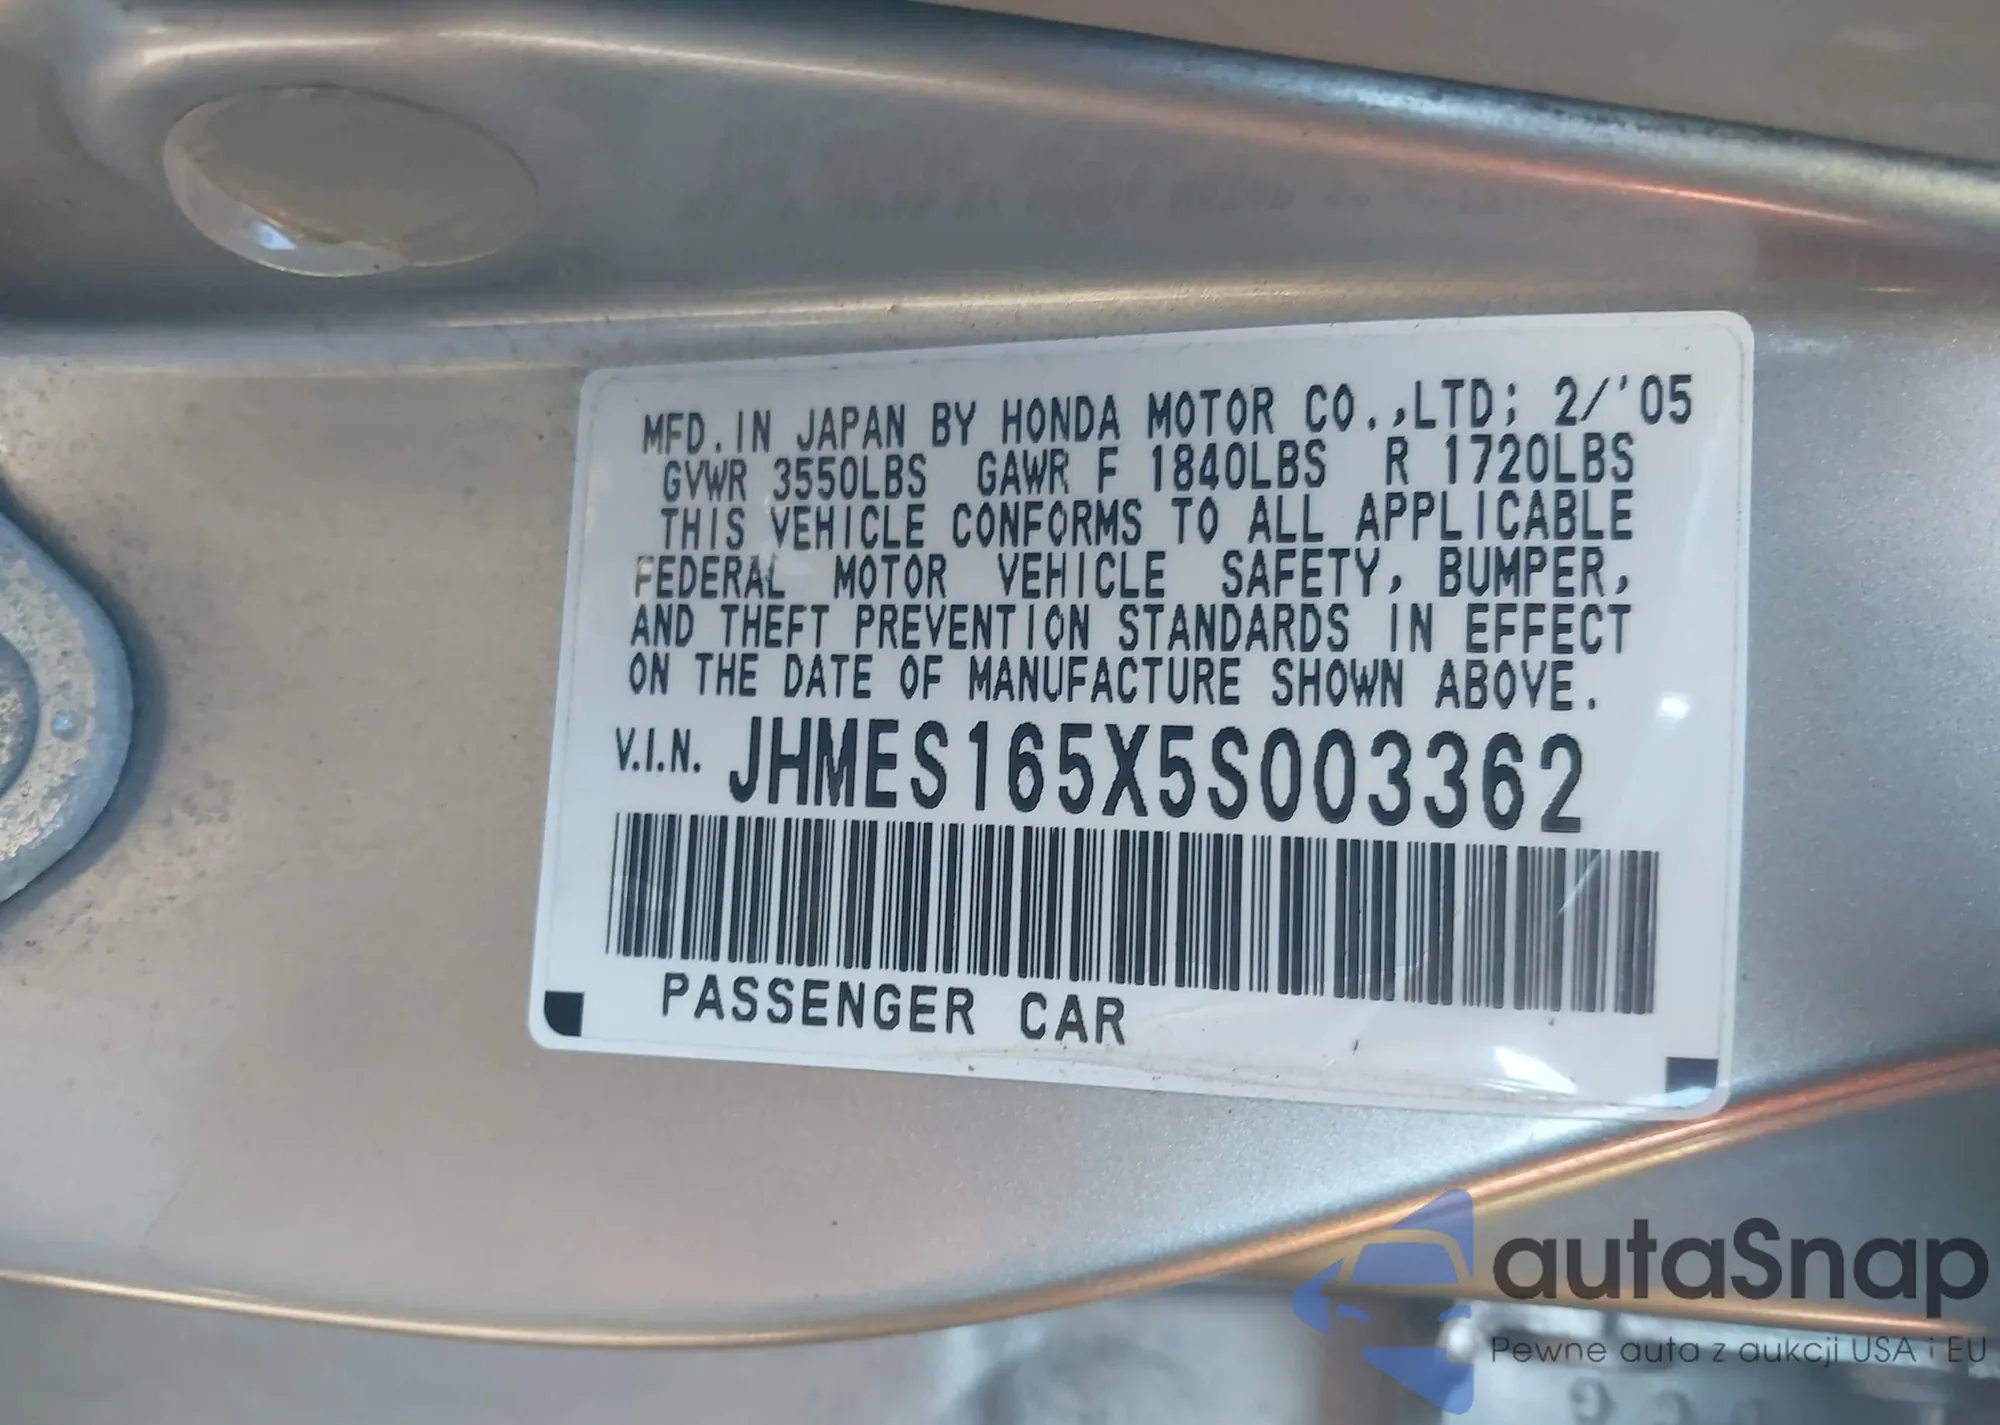 MFD. IN JAPAN BY HONDA MOTOR CO.,LTD; 2/'05
GVWR 3550LBS GAWR F 1840LBS R 1720LBS
THIS VEHICLE CONFORMS TO ALL APPLICABLE
FEDERAL MOTOR VEHICLE SAFETY, BUMPER,
AND THEFT PREVENTION STANDARDS IN EFFECT
ON THE DATE OF MANUFACTURE SHOWN ABOVE.
V.I.N. JHMES165X5S003362
PASSENGER CAR
autaSnap
Pewne auta z aukcji USA i EU